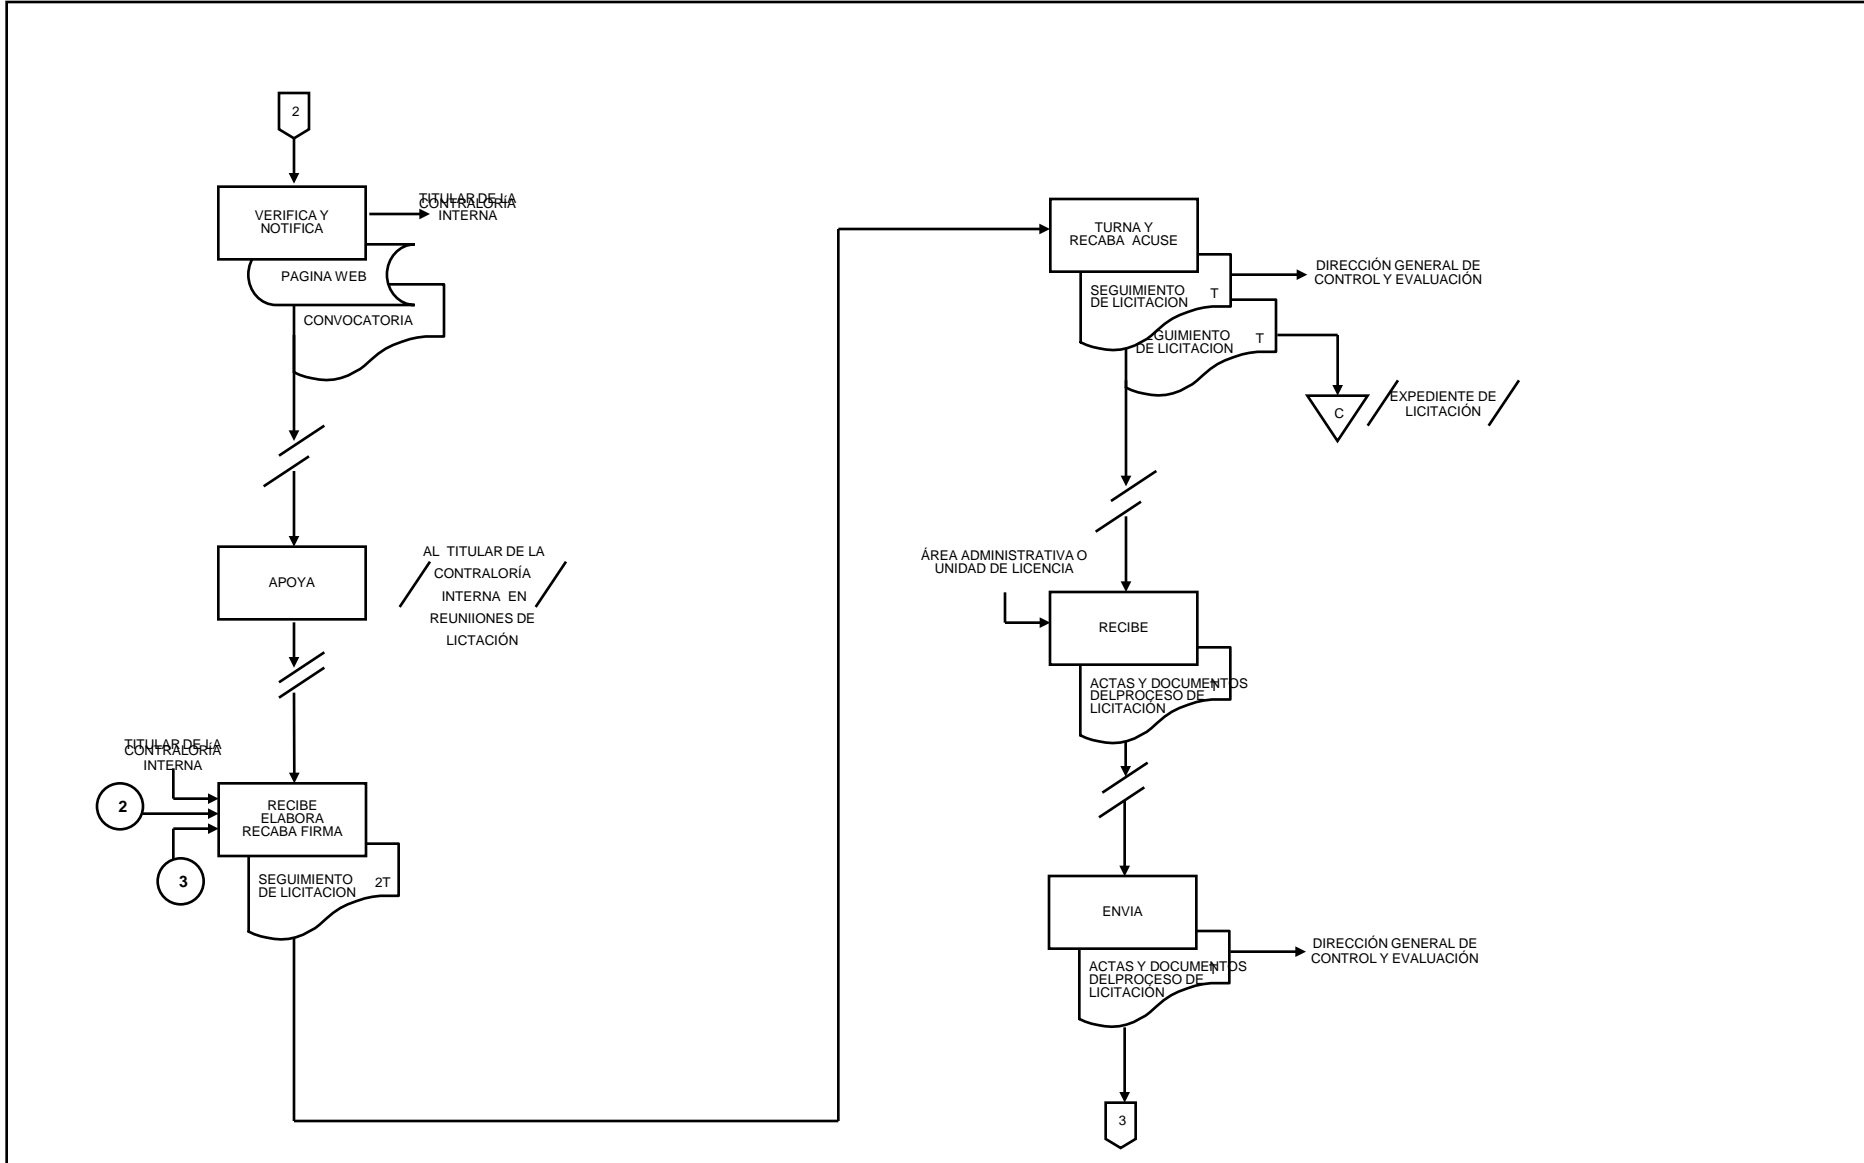 2
VERIFICA Y
NOTIFICA
TITULAR DE LA
CONTRALORÍA
INTERNA
PAGINA WEB
CONVOCATORIA
APOYA
AL TITULAR DE LA
CONTRALORÍA
INTERNA EN
REUNIIONES DE
LICTACIÓN
TITULAR DE LA
CONTRALORÍA
INTERNA
2
3
RECIBE
ELABORA
RECABA FIRMA
SEGUIMIENTO
DE LICITACION
2T
TURNA Y
RECABA ACUSE
SEGUIMIENTO
DE LICITACION
T
DIRECCIÓN GENERAL DE
CONTROL Y EVALUACIÓN
EGUIMIENTO
DE LICITACION
T
C
EXPEDIENTE DE
LICITACIÓN
ÁREA ADMINISTRATIVA O
UNIDAD DE LICENCIA
RECIBE
ACTAS Y DOCUMENTOS
DELPROCESO DE
LICITACIÓN
T
ENVIA
ACTAS Y DOCUMENTOS
DELPROCESO DE
LICITACIÓN
T
DIRECCIÓN GENERAL DE
CONTROL Y EVALUACIÓN
3